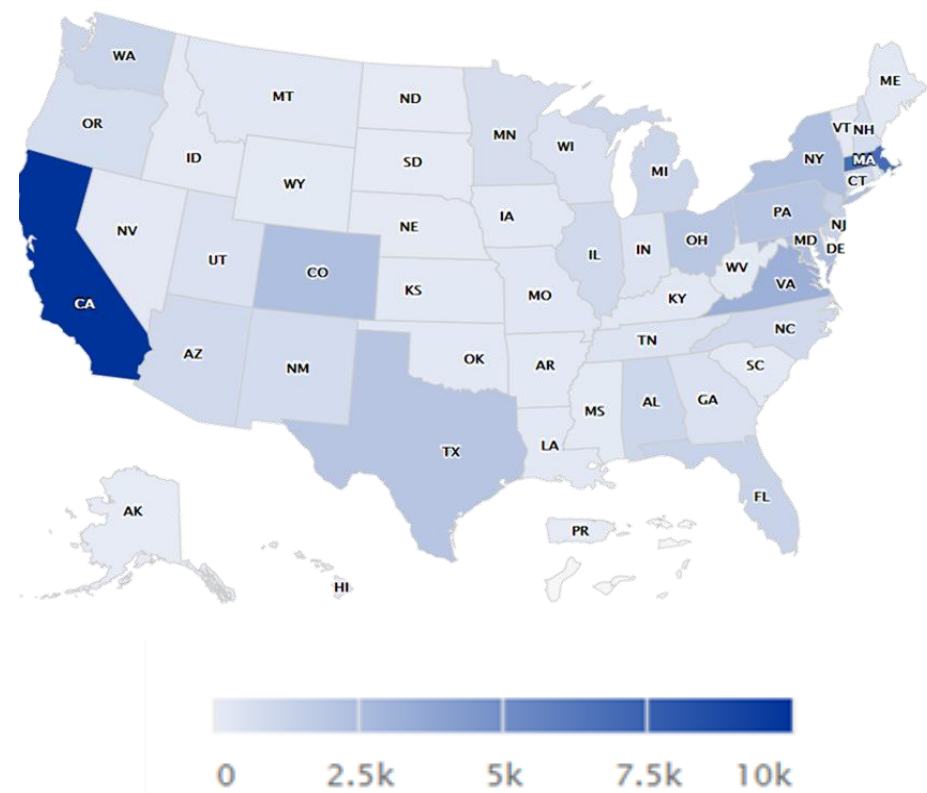 WA
MT
ND
ME
OR
MN
VT
NH
ID
SD
WI
NY
MA
MI
CT
WY
IA
PA
NE
NV
NJ
OH
MD
DE
UT
CO
IL
IN
WV
VA
KS
MO
KY
CA
NC
AZ
TN
NM
OK
AR
SC
MS
AL
GA
LA
TX
FL
AK
PR
HI
0 2.5k 5k 7.5k 10k